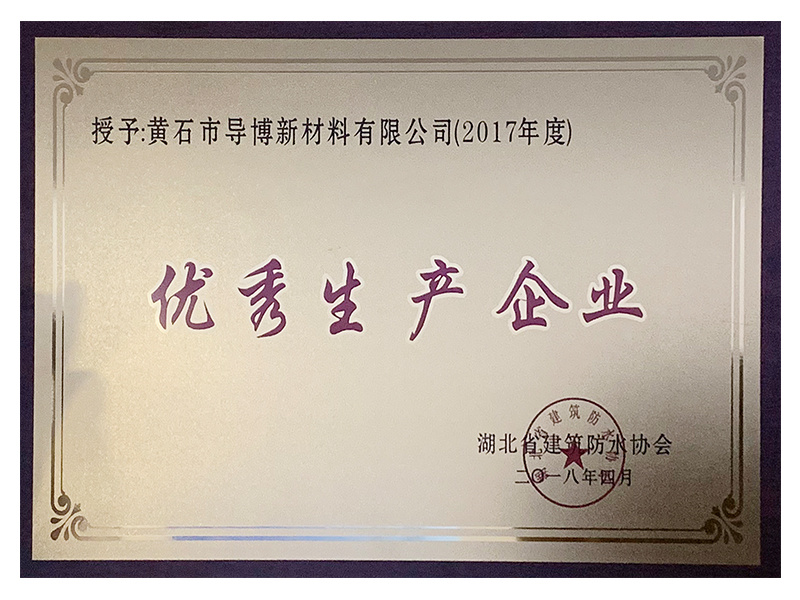 授予:黄石市导博新材料有限公司(2017年度)
优秀生产企业
湖北省建筑防水协会
二〇一八年四月